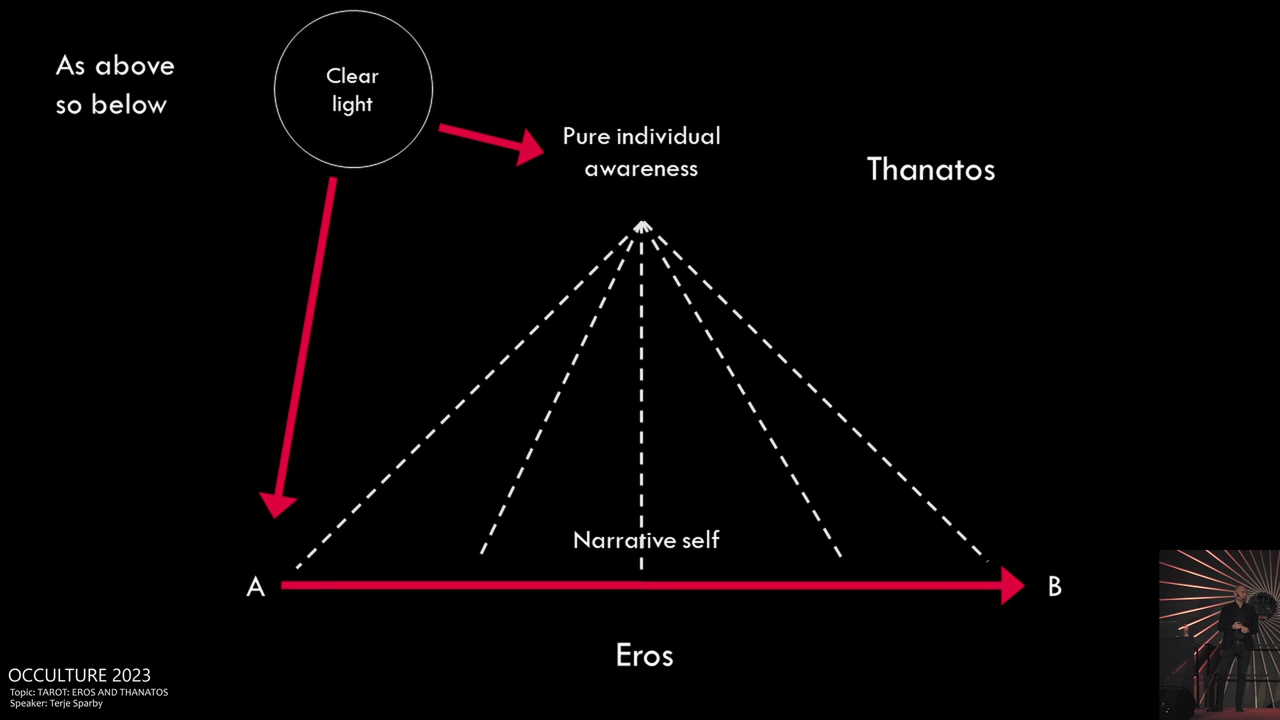 As above
so below
Clear
light
Pure individual
awareness
Thanatos
Narrative self
A
B
Eros
OCCULTURE 2023
Topic: TAROT: EROS AND THANATOS
Speaker: Terje Sparby